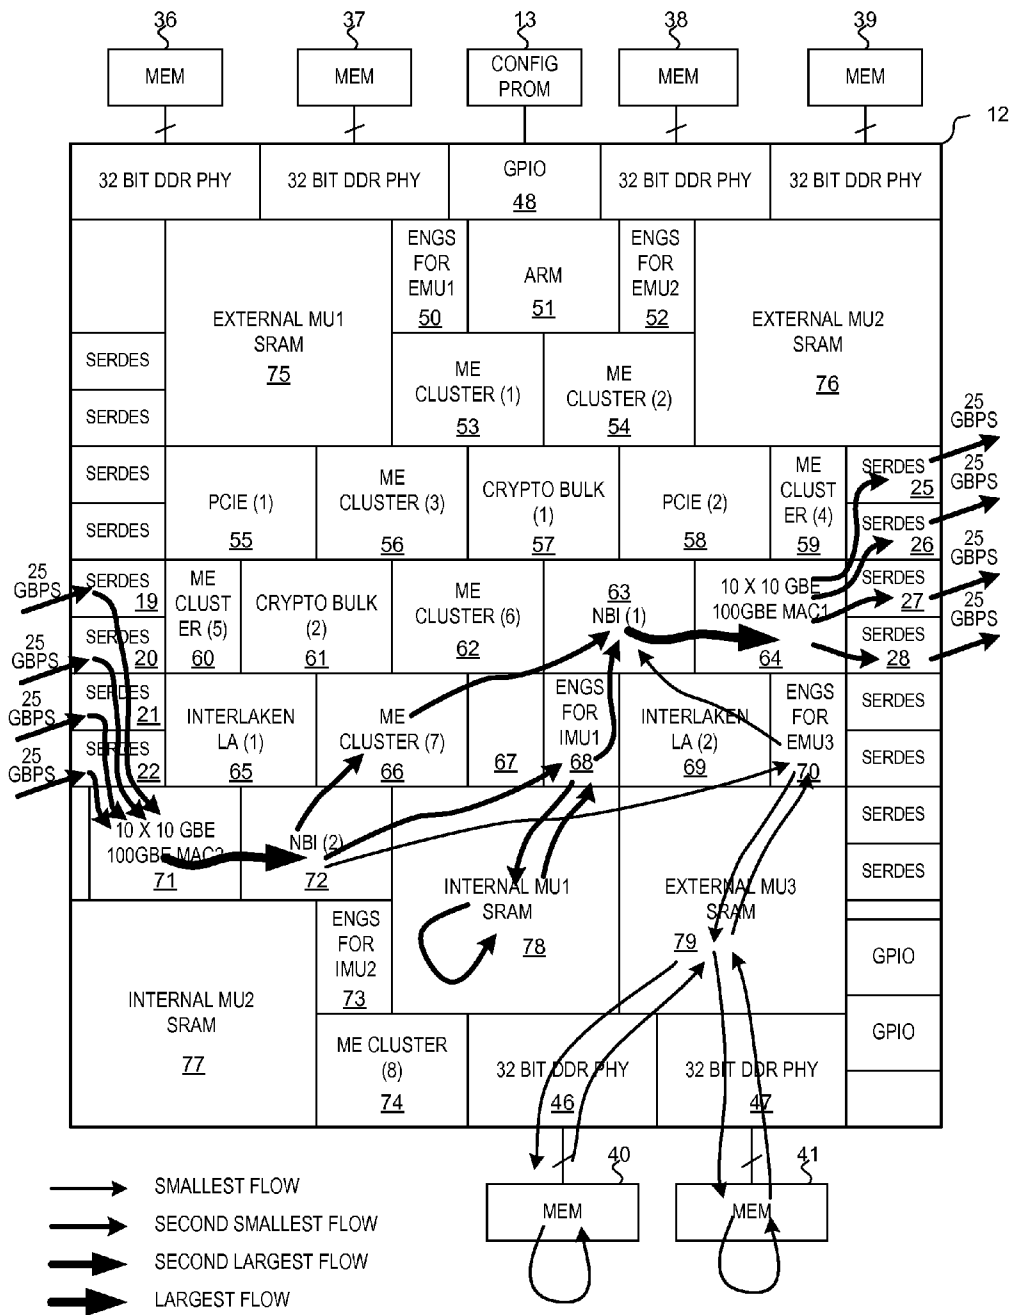 36
37
13
38
39
MEM
MEM
CONFIG
PROM
MEM
MEM
12
32 BIT DDR PHY
32 BIT DDR PHY
GPIO
48
32 BIT DDR PHY
32 BIT DDR PHY
EXTERNAL MU1
SRAM
75
ENGS
FOR
EMU1
50
ARM
51
ENGS
FOR
EMU2
52
EXTERNAL MU2
SRAM
76
SERDES
SERDES
ME
CLUSTER (1)
53
ME
CLUSTER (2)
54
25
GBPS
SERDES
SERDES
PCIE (1)
55
ME
CLUSTER (3)
56
CRYPTO BULK
(1)
57
PCIE (2)
58
ME
CLUST
ER (4)
59
SERDES
25
SERDES
26
25
GBPS
25
GBPS
25
GBPS
SERDES
19
SERDES
20
25
GBPS
ME
CLUST
ER (5)
60
CRYPTO BULK
(2)
61
ME
CLUSTER (6)
62
63
NBI (1)
10 X 10 GBE
100GBE MAC1
64
SERDES
27
SERDES
28
25
GBPS
25
GBPS
25
GBPS
SERDES
21
SERDES
22
INTERLAKEN
LA (1)
65
ME
CLUSTER (7)
66
67
ENGS
FOR
IMU1
68
INTERLAKEN
LA (2)
69
ENGS
FOR
EMU3
70
SERDES
SERDES
10 X 10 GBE
100GBE MAC2
71
NBI (2)
72
INTERNAL MU1
SRAM
78
EXTERNAL MU3
SRAM
79
SERDES
SERDES
INTERNAL MU2
SRAM
77
ENGS
FOR
IMU2
73
GPIO
GPIO
ME CLUSTER
(8)
74
32 BIT DDR PHY
46
32 BIT DDR PHY
47
40
41
MEM
MEM
SMALLEST FLOW
SECOND SMALLEST FLOW
SECOND LARGEST FLOW
LARGEST FLOW